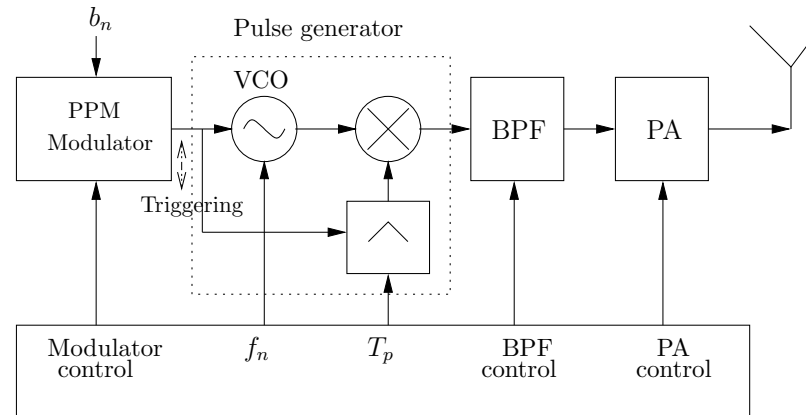 b_n
Pulse generator
VCO
PPM
Modulator
BPF
PA
Triggering
Modulator
control
f_n
T_p
BPF
control
PA
control